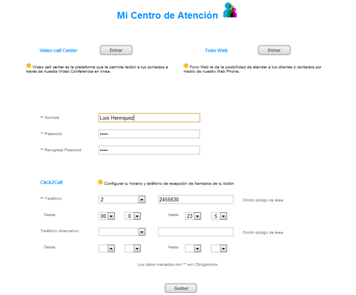 Mi Centro de Atención
Video call Center
Entrar
Fono Web
Entrar
Video call center es la plataforma que te permite recibir a tus contactos a
través de nuestra Video Conferencia en línea.
Fono Web te da la posibilidad de atender a tus clientes o contactos por
medio de nuestro Web Phone.
** Nombre
Luis Henriquez
** Password
••••
** Reingrese Password
••••
Click2Call
Configurar tu horario y teléfono de recepción de llamados de tu botón.
** Teléfono
2
2455630
Omitir código de área
Desde
00
0
Hasta
23
5
Teléfono Alternativo
Omitir código de área
Desde
Hasta
Los datos marcados con ** son Obligatorios
Grabar